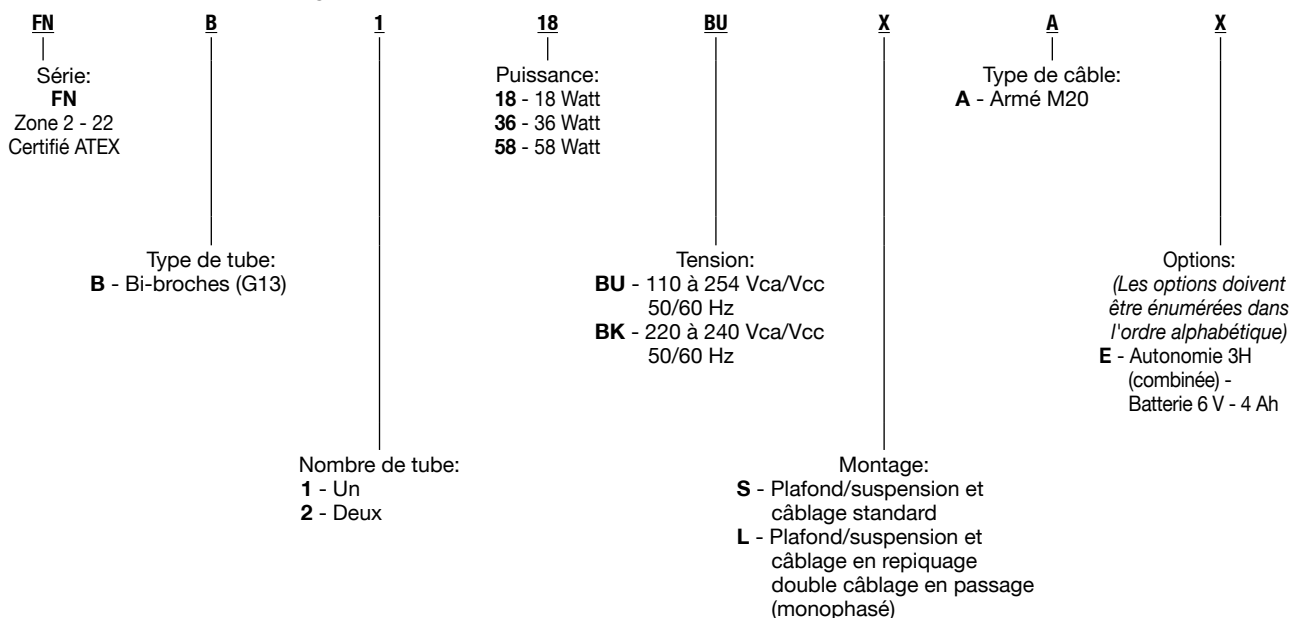 FN B 1 18 BU X A X
Série:
FN
Zone 2 - 22
Certifié ATEX
Puissance:
18 - 18 Watt
36 - 36 Watt
58 - 58 Watt
Type de câble:
A - Armé M20
Type de tube:
B - Bi-broches (G13)
Tension:
BU - 110 à 254 Vca/Vcc
50/60 Hz
BK - 220 à 240 Vca/Vcc
50/60 Hz
Options:
(Les options doivent
être énumérées dans
l'ordre alphabétique)
E - Autonomie 3H
(combinée) -
Batterie 6 V - 4 Ah
Nombre de tube:
1 - Un
2 - Deux
Montage:
S - Plafond/suspension et
câblage standard
L - Plafond/suspension et
câblage en repiquage
double câblage en passage
(monophasé)